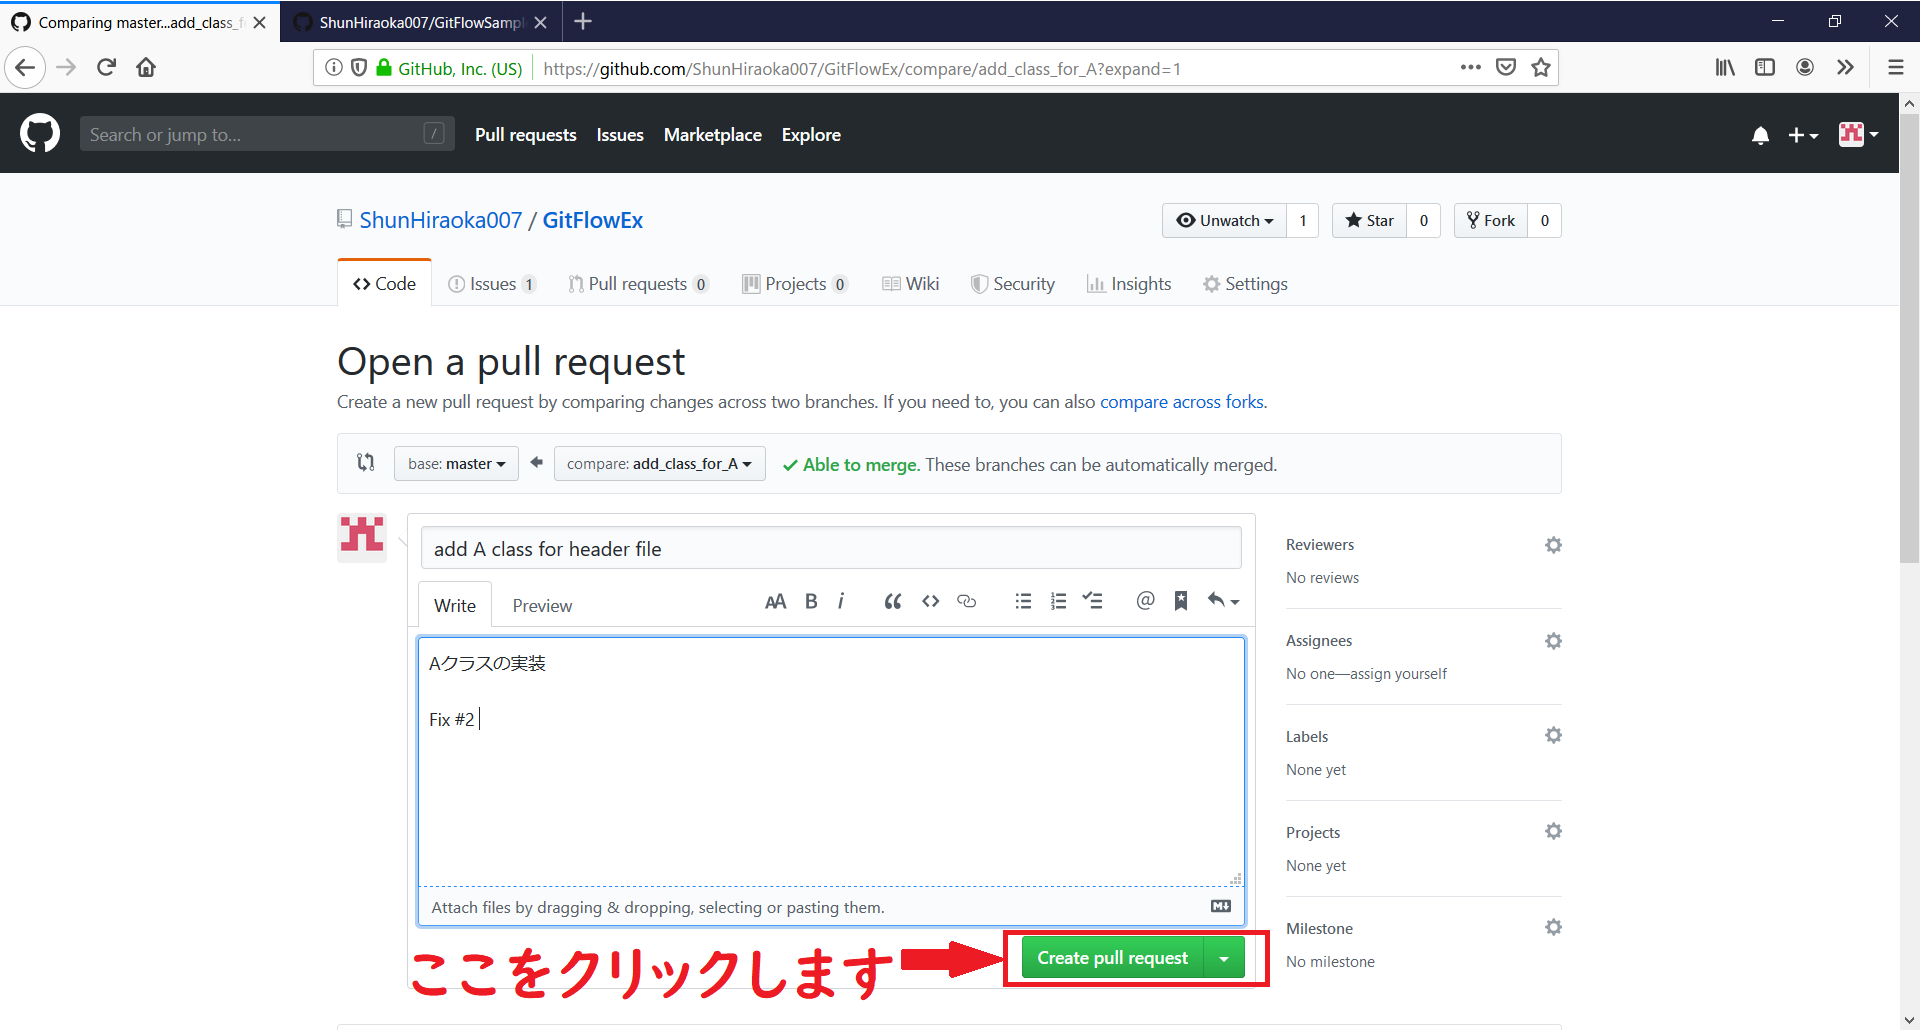 Comparing master...add_class_f
ShunHiraoka007/GitFlowSampl
GitHub, Inc. (US) https://github.com/ShunHiraoka007/GitFlowEx/compare/add_class_for_A?expand=1
Search or jump to... / Pull requests Issues Marketplace Explore
ShunHiraoka007 / GitFlowEx
Unwatch 1 Star 0 Fork 0
Code Issues 1 Pull requests 0 Projects 0 Wiki Security Insights Settings
Open a pull request
Create a new pull request by comparing changes across two branches. If you need to, you can also compare across forks.
base: master compare: add_class_for_A Able to merge. These branches can be automatically merged.
add A class for header file
Write Preview
Aクラスの実装
Fix #2
Attach files by dragging & dropping, selecting or pasting them.
ここをクリックします
Create pull request
Reviewers
No reviews
Assignees
No one—assign yourself
Labels
None yet
Projects
None yet
Milestone
No milestone